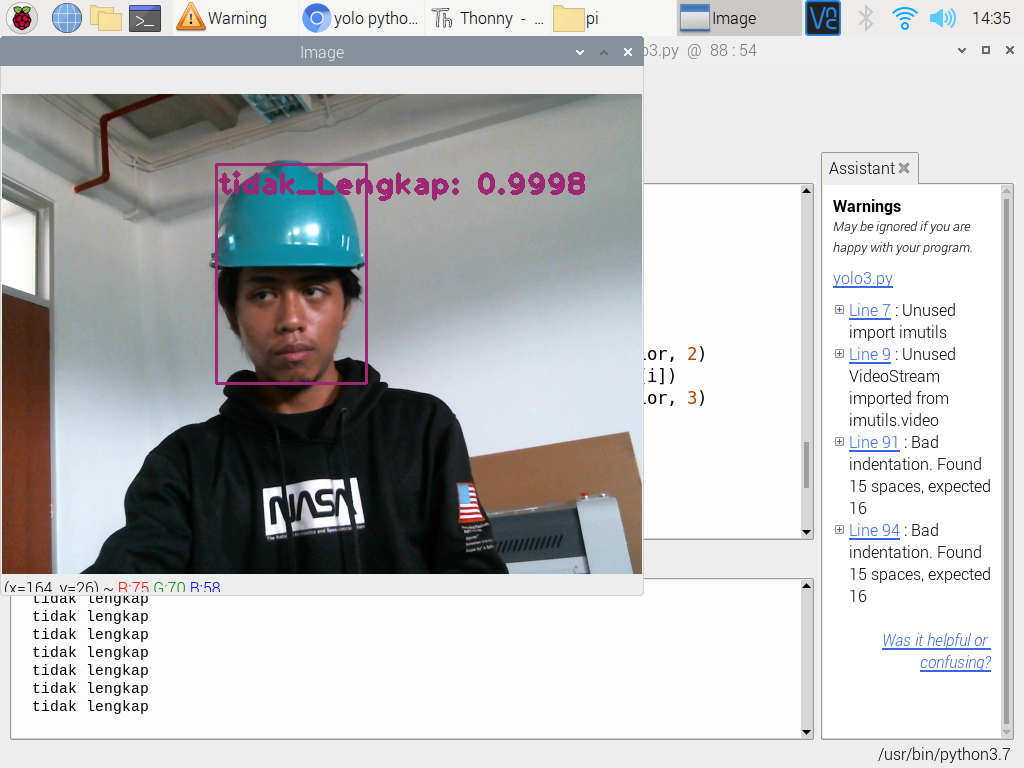 Warning
yolo pytho...
Thonny - ...
pi
Image
14:35
Image
o3.py @ 88 : 54
tidak_Lengkap: 0.9998
NASA
Assistant
Warnings
May be ignored if you are
happy with your program.
yolo3.py
Line 7 : Unused
import imutils
Line 9 : Unused
VideoStream
imported from
imutils.video
Line 91 : Bad
indentation. Found
15 spaces, expected
16
Line 94 : Bad
indentation. Found
15 spaces, expected
16
Was it helpful or
confusing?
or, 2)
[i])
or, 3)
(x=164, y=26) ~ R:75 G:70 B:58
tidak lengkap
tidak lengkap
tidak lengkap
tidak lengkap
tidak lengkap
tidak lengkap
tidak lengkap
/usr/bin/python3.7